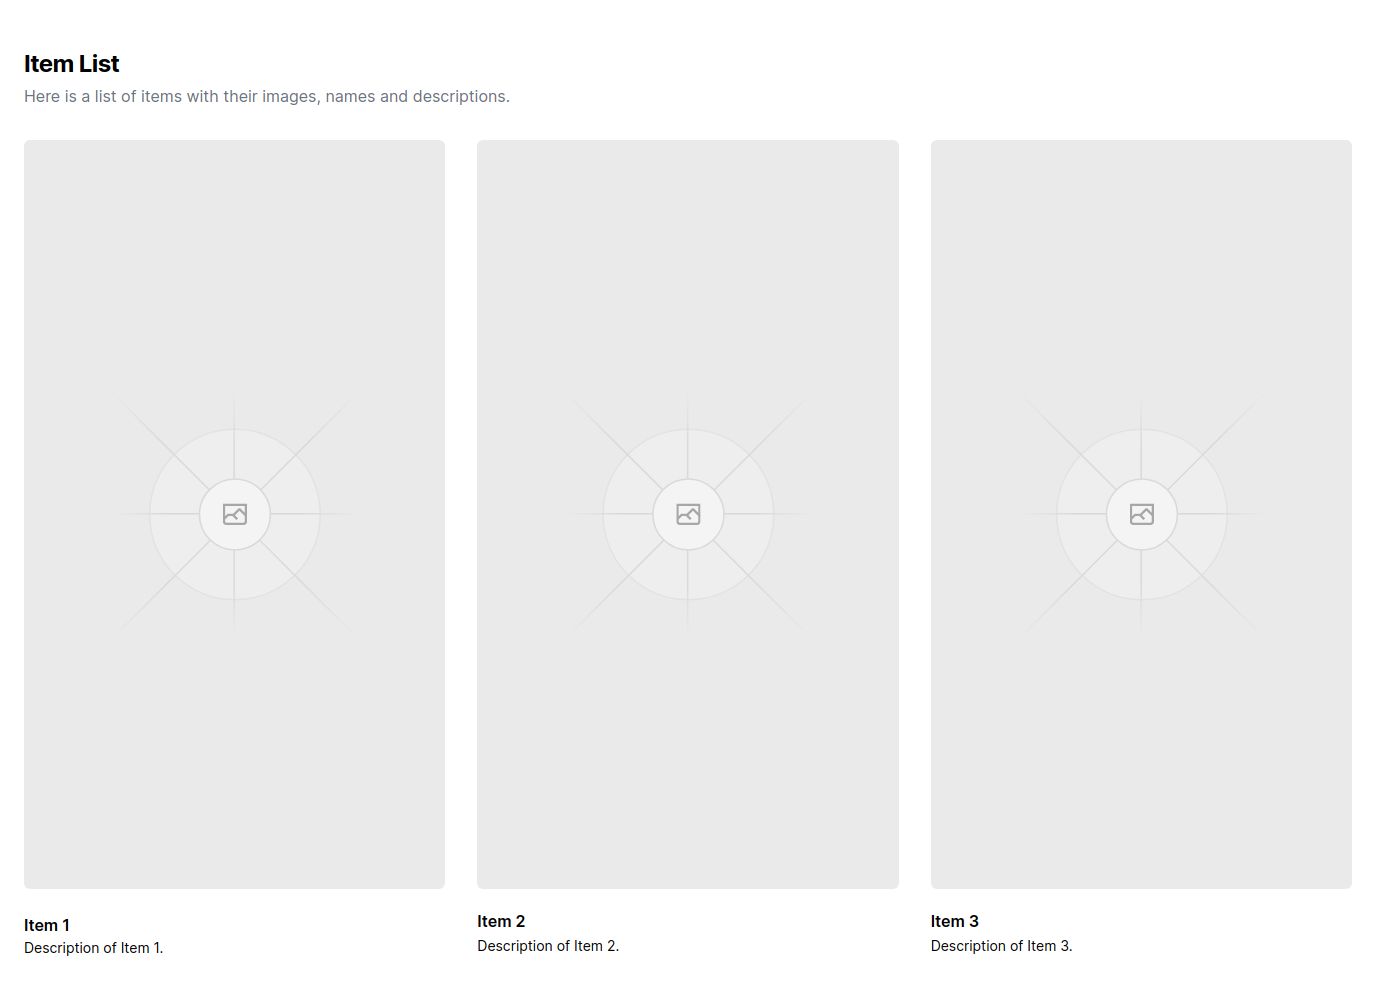 Item List
Here is a list of items with their images, names and descriptions.
Item 1
Description of Item 1.
Item 2
Description of Item 2.
Item 3
Description of Item 3.